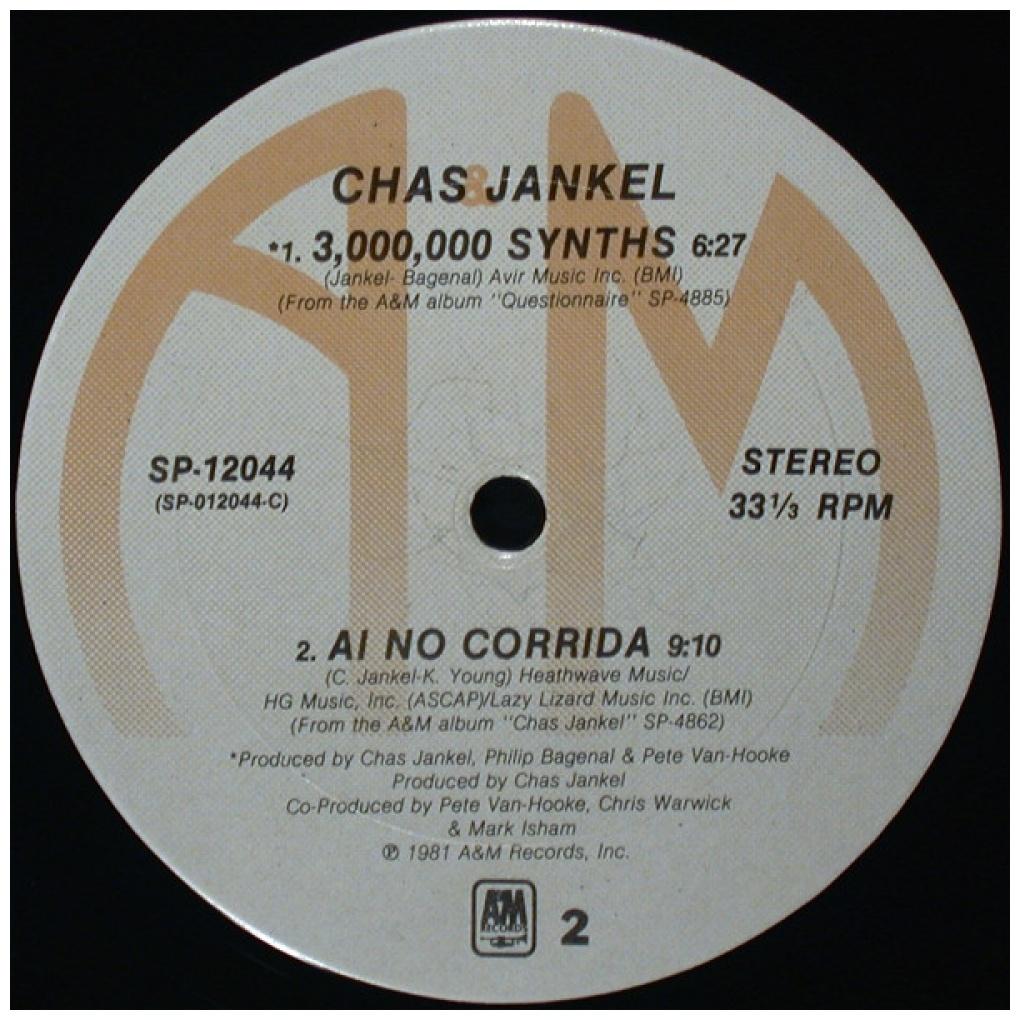 CHAS JANKEL
*1. 3,000,000 SYNTHS 6:27
(Jankel- Bagenal) Avir Music Inc. (BMI)
(From the A&M album "Questionnaire" SP-4885)
SP-12044
(SP-012044-C)
STEREO
33 1/3 RPM
2. AI NO CORRIDA 9:10
(C. Jankel-K. Young) Heathwave Music/
HG Music, Inc. (ASCAP)/Lazy Lizard Music Inc. (BMI)
(From the A&M album "Chas Jankel" SP-4862)
*Produced by Chas Jankel, Philip Bagenal & Pete Van-Hooke
Produced by Chas Jankel
Co-Produced by Pete Van-Hooke, Chris Warwick
& Mark Isham
℗ 1981 A&M Records, Inc.
A&M
RECORDS
2